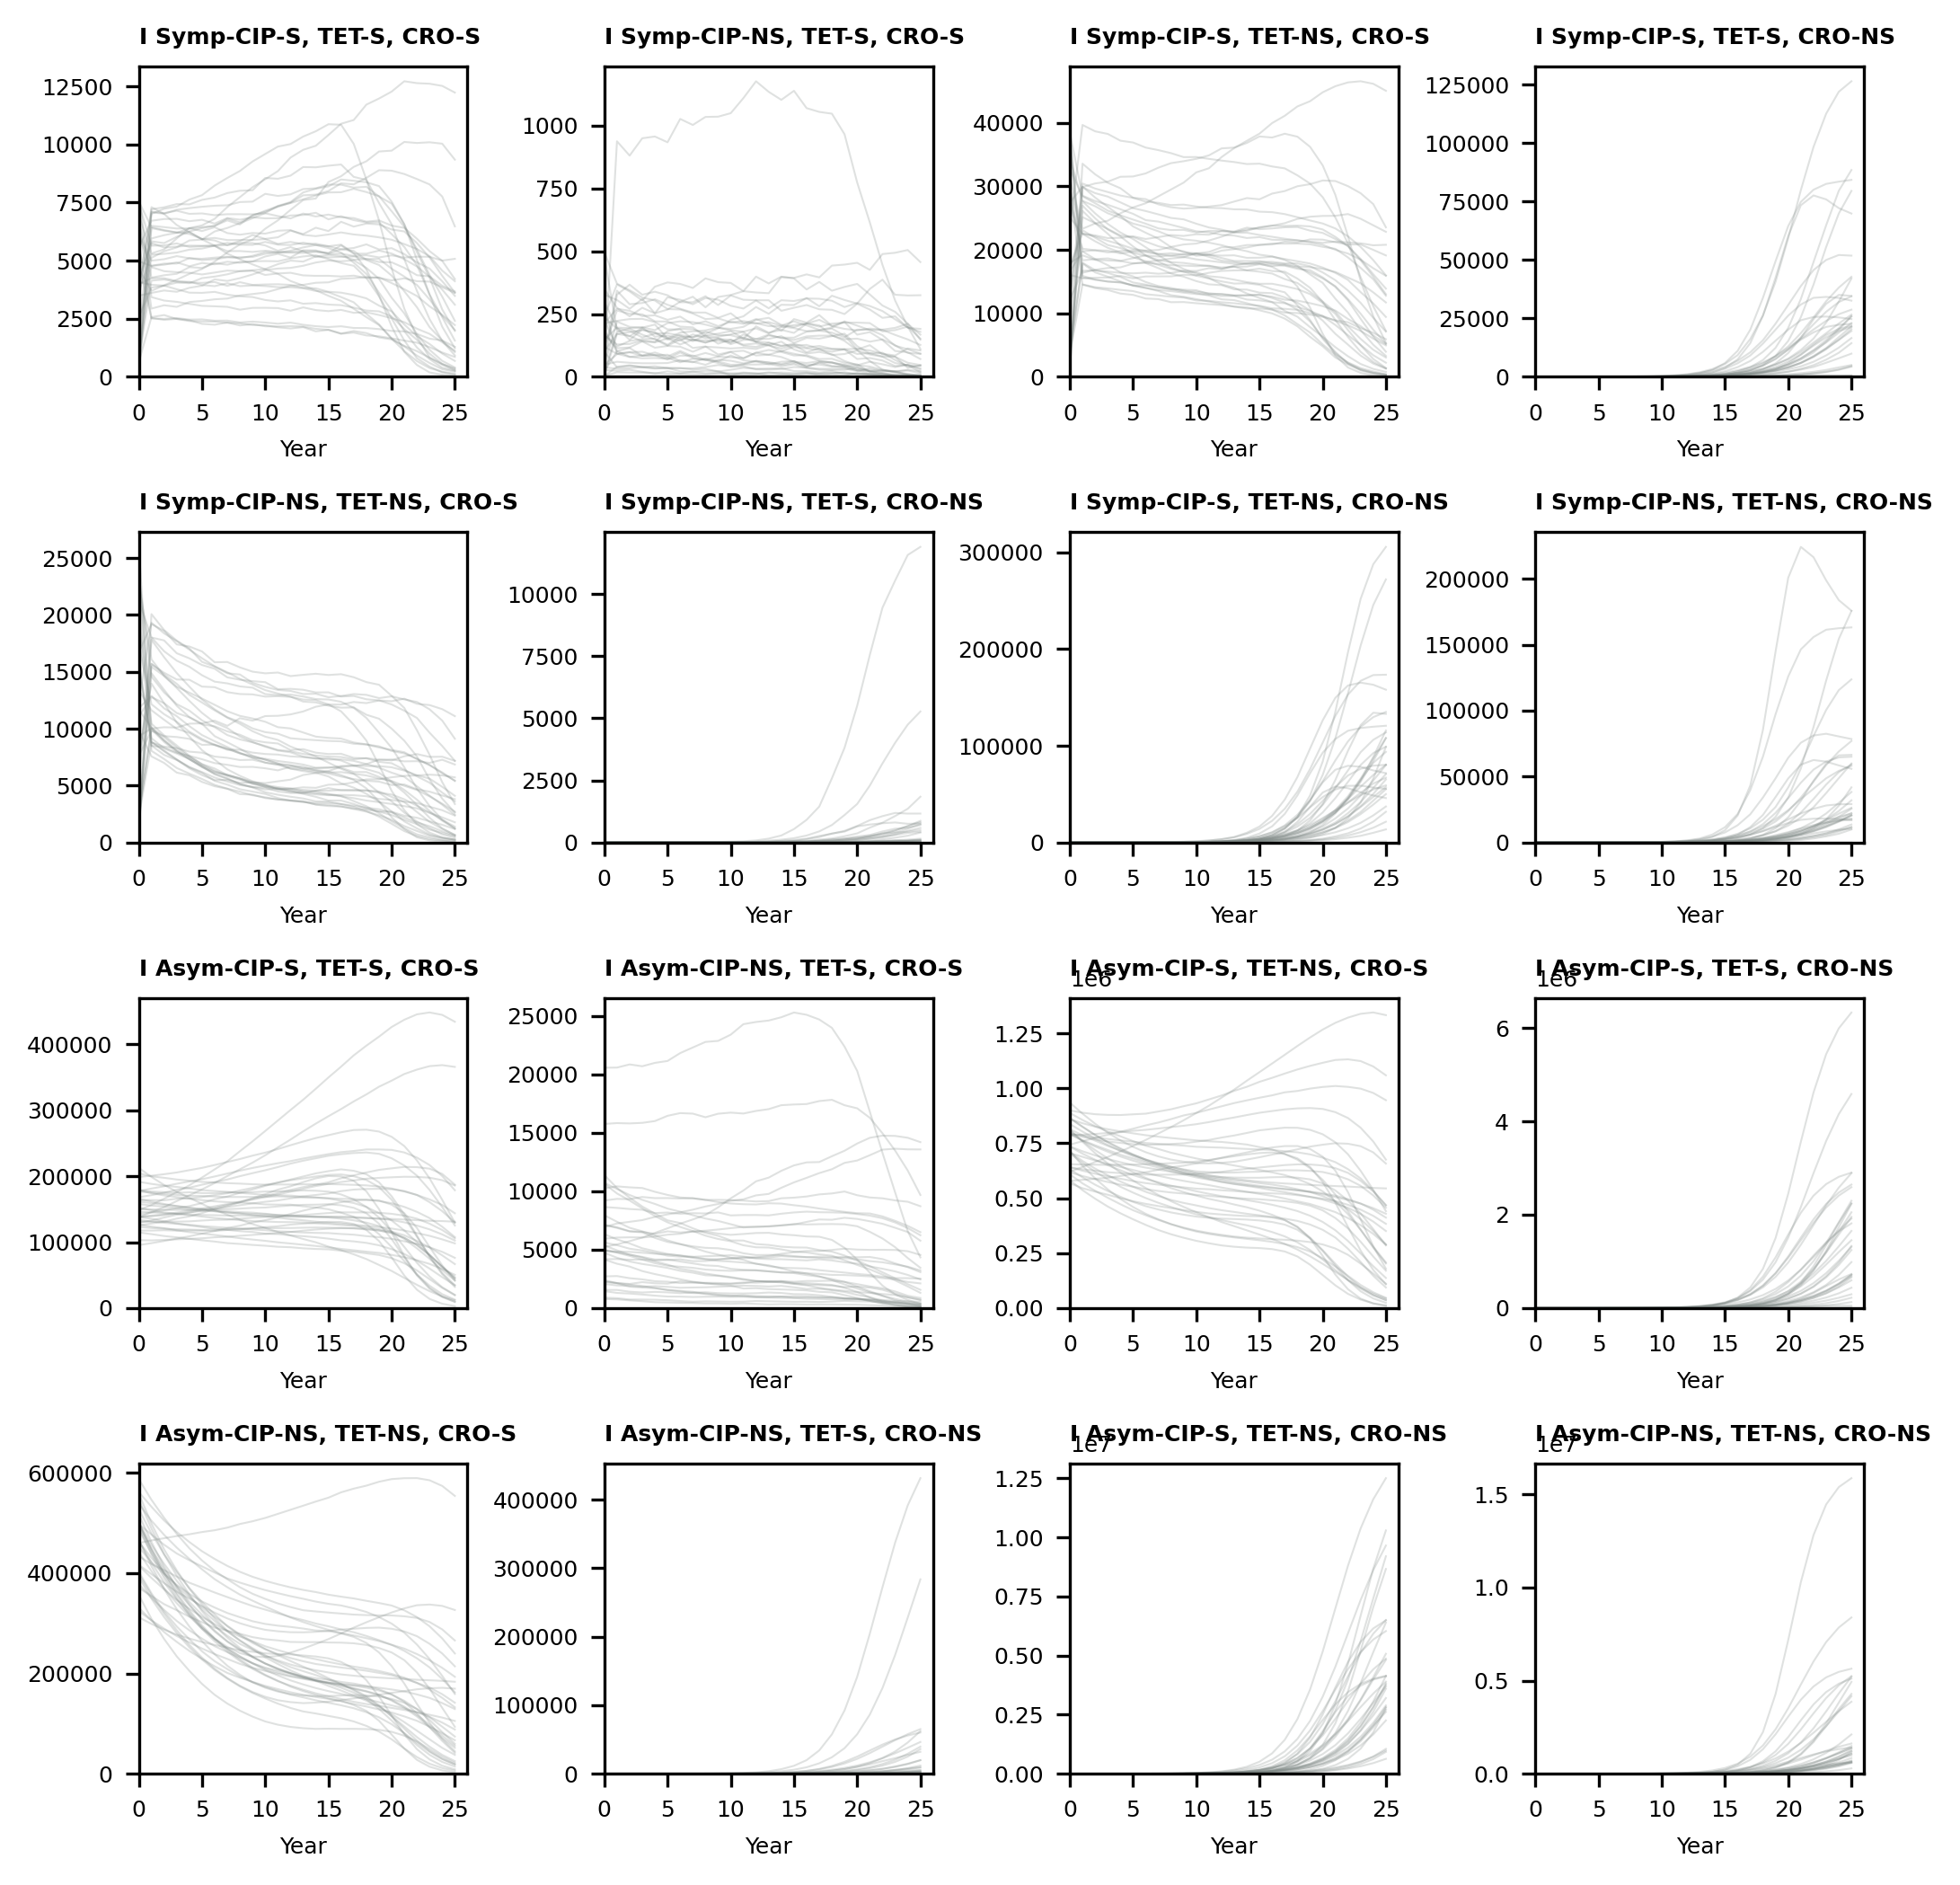 I Symp-CIP-S, TET-S, CRO-S
12500
10000
7500
5000
2500
0
0 5 10 15 20 25
Year
I Symp-CIP-NS, TET-S, CRO-S
1000
750
500
250
0
0 5 10 15 20 25
Year
I Symp-CIP-S, TET-NS, CRO-S
40000
30000
20000
10000
0
0 5 10 15 20 25
Year
I Symp-CIP-S, TET-S, CRO-NS
125000
100000
75000
50000
25000
0
0 5 10 15 20 25
Year
I Symp-CIP-NS, TET-NS, CRO-S
25000
20000
15000
10000
5000
0
0 5 10 15 20 25
Year
I Symp-CIP-NS, TET-S, CRO-NS
10000
7500
5000
2500
0
0 5 10 15 20 25
Year
I Symp-CIP-S, TET-NS, CRO-NS
300000
200000
100000
0
0 5 10 15 20 25
Year
I Symp-CIP-NS, TET-NS, CRO-NS
200000
150000
100000
50000
0
0 5 10 15 20 25
Year
I Asym-CIP-S, TET-S, CRO-S
400000
300000
200000
100000
0
0 5 10 15 20 25
Year
I Asym-CIP-NS, TET-S, CRO-S
25000
20000
15000
10000
5000
0
0 5 10 15 20 25
Year
I Asym-CIP-S, TET-NS, CRO-S
1e6
1.25
1.00
0.75
0.50
0.25
0.00
0 5 10 15 20 25
Year
I Asym-CIP-S, TET-S, CRO-NS
1e6
6
4
2
0
0 5 10 15 20 25
Year
I Asym-CIP-NS, TET-NS, CRO-S
600000
400000
200000
0
0 5 10 15 20 25
Year
I Asym-CIP-NS, TET-S, CRO-NS
400000
300000
200000
100000
0
0 5 10 15 20 25
Year
I Asym-CIP-S, TET-NS, CRO-NS
1e7
1.25
1.00
0.75
0.50
0.25
0.00
0 5 10 15 20 25
Year
I Asym-CIP-NS, TET-NS, CRO-NS
1e7
1.5
1.0
0.5
0.0
0 5 10 15 20 25
Year